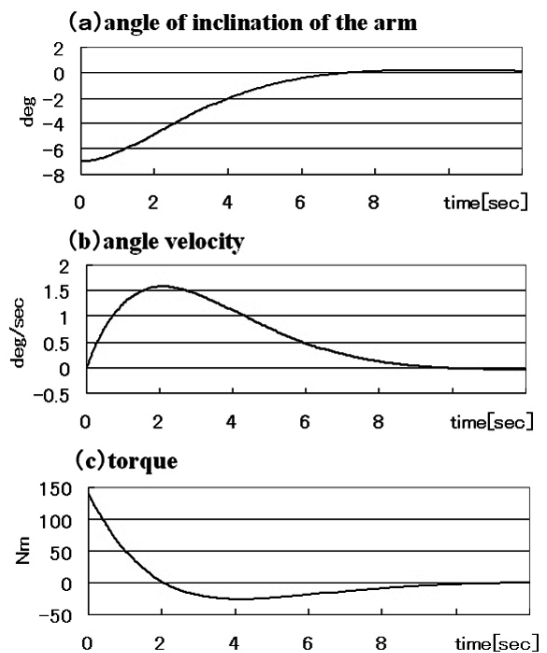 (a)angle of inclination of the arm
2
0
-2
-4
-6
-8
deg
0 2 4 6 8 time[sec]
(b)angle velocity
2
1.5
1
0.5
0
-0.5
deg/sec
0 2 4 6 8 time[sec]
(c)torque
150
100
50
0
-50
Nm
0 2 4 6 8 time[sec]